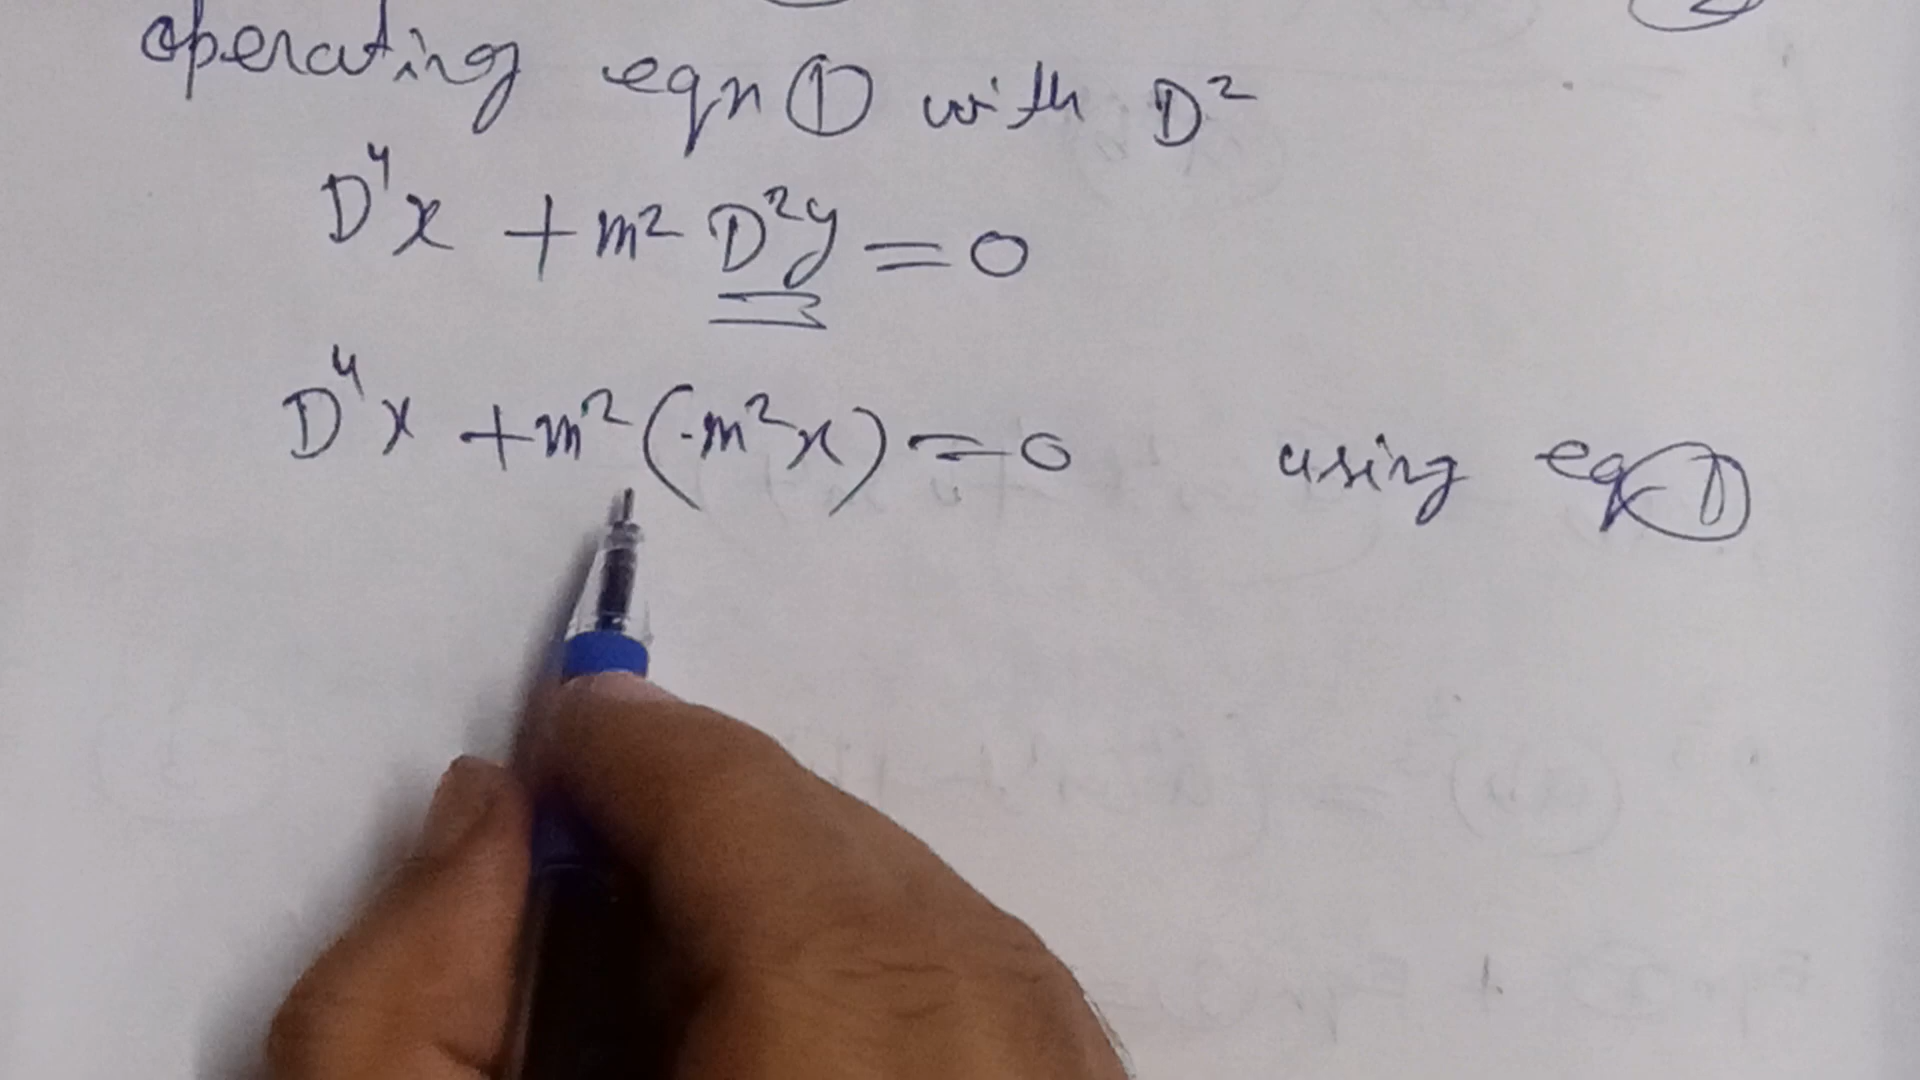 operating eqn ① with D²
D⁴x + m² D²y = 0
D⁴x + m² (-m²x) = 0 using eq ①